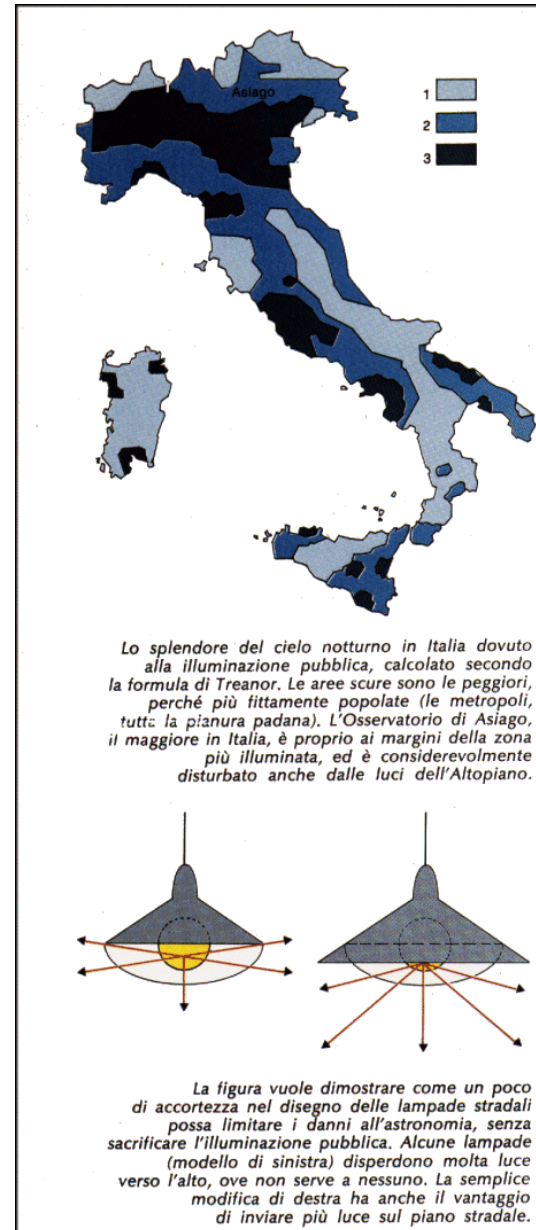 Asiago
1
2
3
Lo splendore del cielo notturno in Italia dovuto
alla illuminazione pubblica, calcolato secondo
la formula di Treanor. Le aree scure sono le peggiori,
perché più fittamente popolate (le metropoli,
tutta la pianura padana). L'Osservatorio di Asiago,
il maggiore in Italia, è proprio ai margini della zona
più illuminata, ed è considerevolmente
disturbato anche dalle luci dell'Altopiano.
La figura vuole dimostrare come un poco
di accortezza nel disegno delle lampade stradali
possa limitare i danni all'astronomia, senza
sacrificare l'illuminazione pubblica. Alcune lampade
(modello di sinistra) disperdono molta luce
verso l'alto, ove non serve a nessuno. La semplice
modifica di destra ha anche il vantaggio
di inviare più luce sul piano stradale.